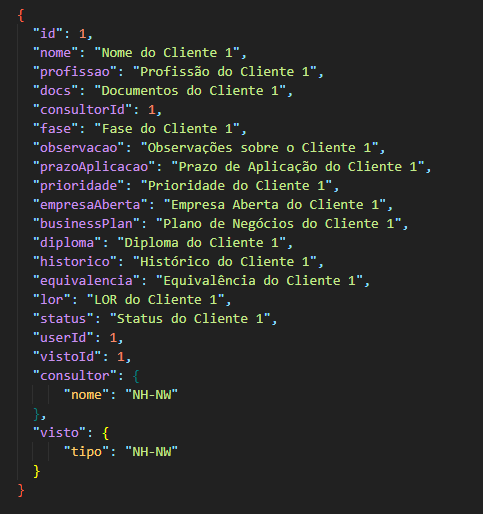 {
"id": 1,
"nome": "Nome do Cliente 1",
"profissao": "Profissão do Cliente 1",
"docs": "Documentos do Cliente 1",
"consultorId": 1,
"fase": "Fase do Cliente 1",
"observacao": "Observações sobre o Cliente 1",
"prazoAplicacao": "Prazo de Aplicação do Cliente 1",
"prioridade": "Prioridade do Cliente 1",
"empresaAberta": "Empresa Aberta do Cliente 1",
"businessPlan": "Plano de Negócios do Cliente 1",
"diploma": "Diploma do Cliente 1",
"historico": "Histórico do Cliente 1",
"equivalencia": "Equivalência do Cliente 1",
"lor": "LOR do Cliente 1",
"status": "Status do Cliente 1",
"userId": 1,
"vistoId": 1,
"consultor": {
"nome": "NH-NW"
},
"visto": {
"tipo": "NH-NW"
}
}